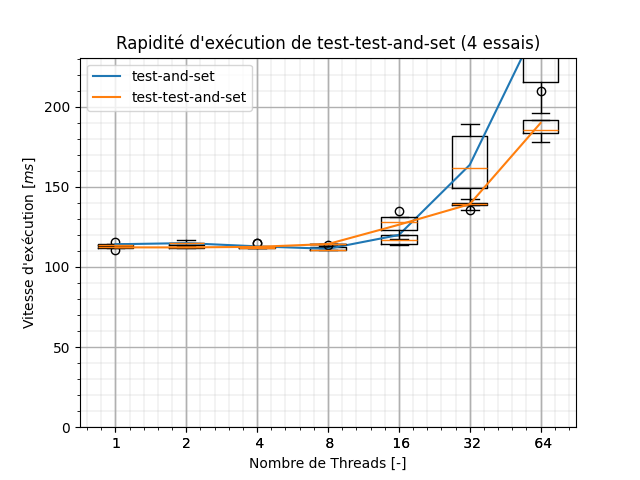 Rapidité d'exécution de test-test-and-set (4 essais)
test-and-set
test-test-and-set
200
150
100
50
0
Vitesse d'exécution [ms]
1 2 4 8 16 32 64
Nombre de Threads [-]